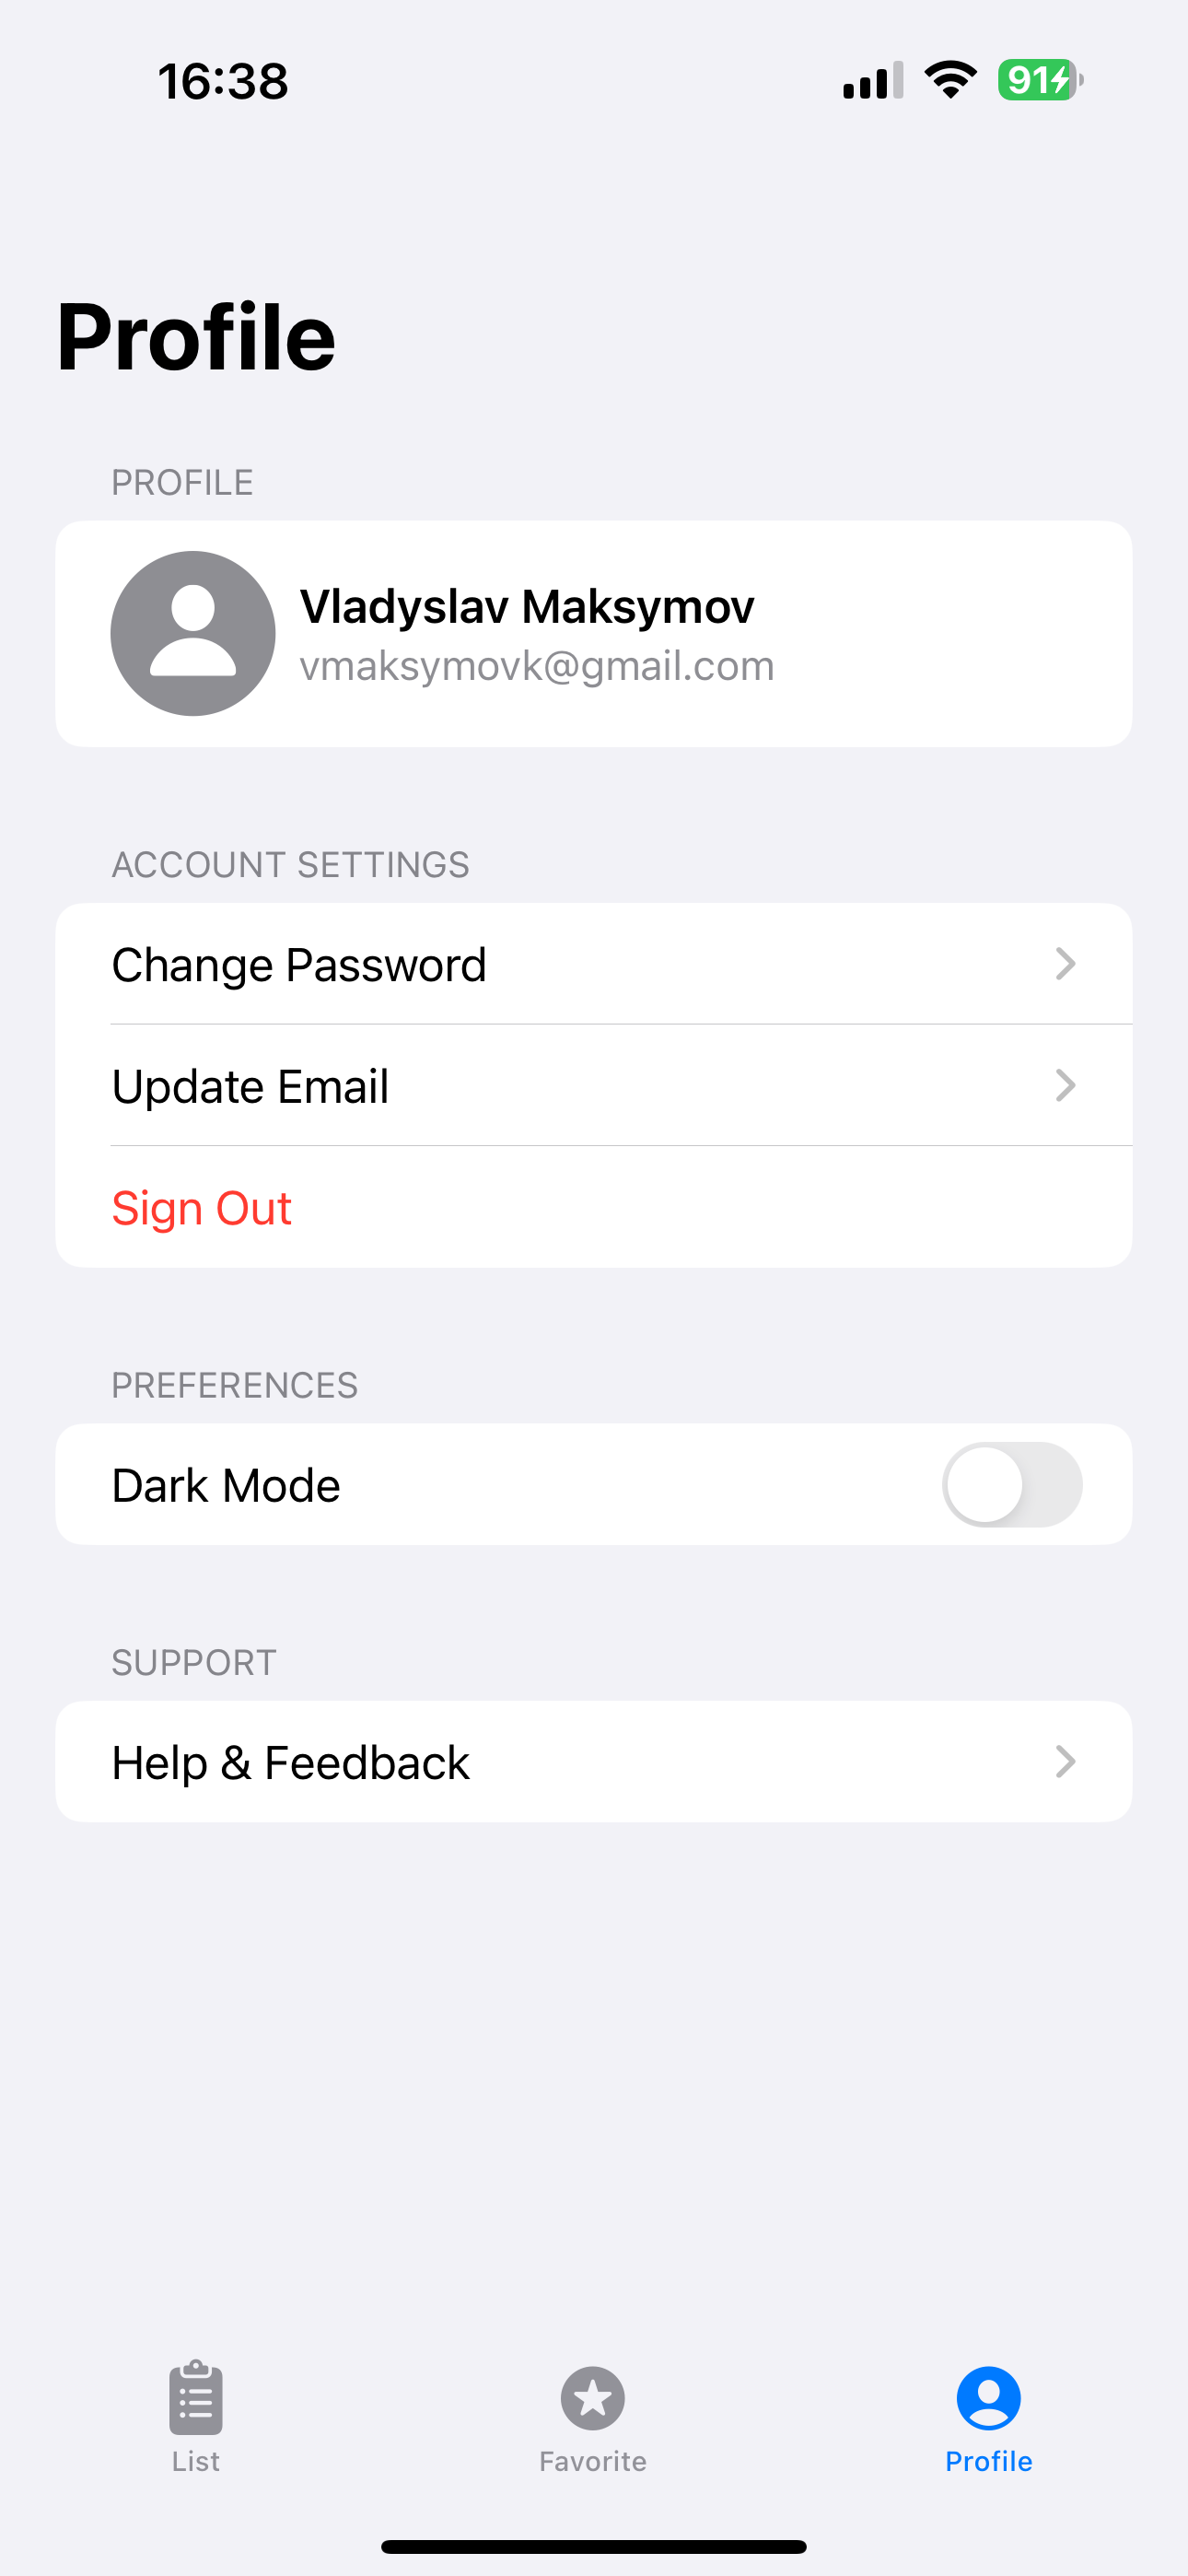 16:38
91
Profile
PROFILE
Vladyslav Maksymov
vmaksymovk@gmail.com
ACCOUNT SETTINGS
Change Password
Update Email
Sign Out
PREFERENCES
Dark Mode
SUPPORT
Help & Feedback
List
Favorite
Profile